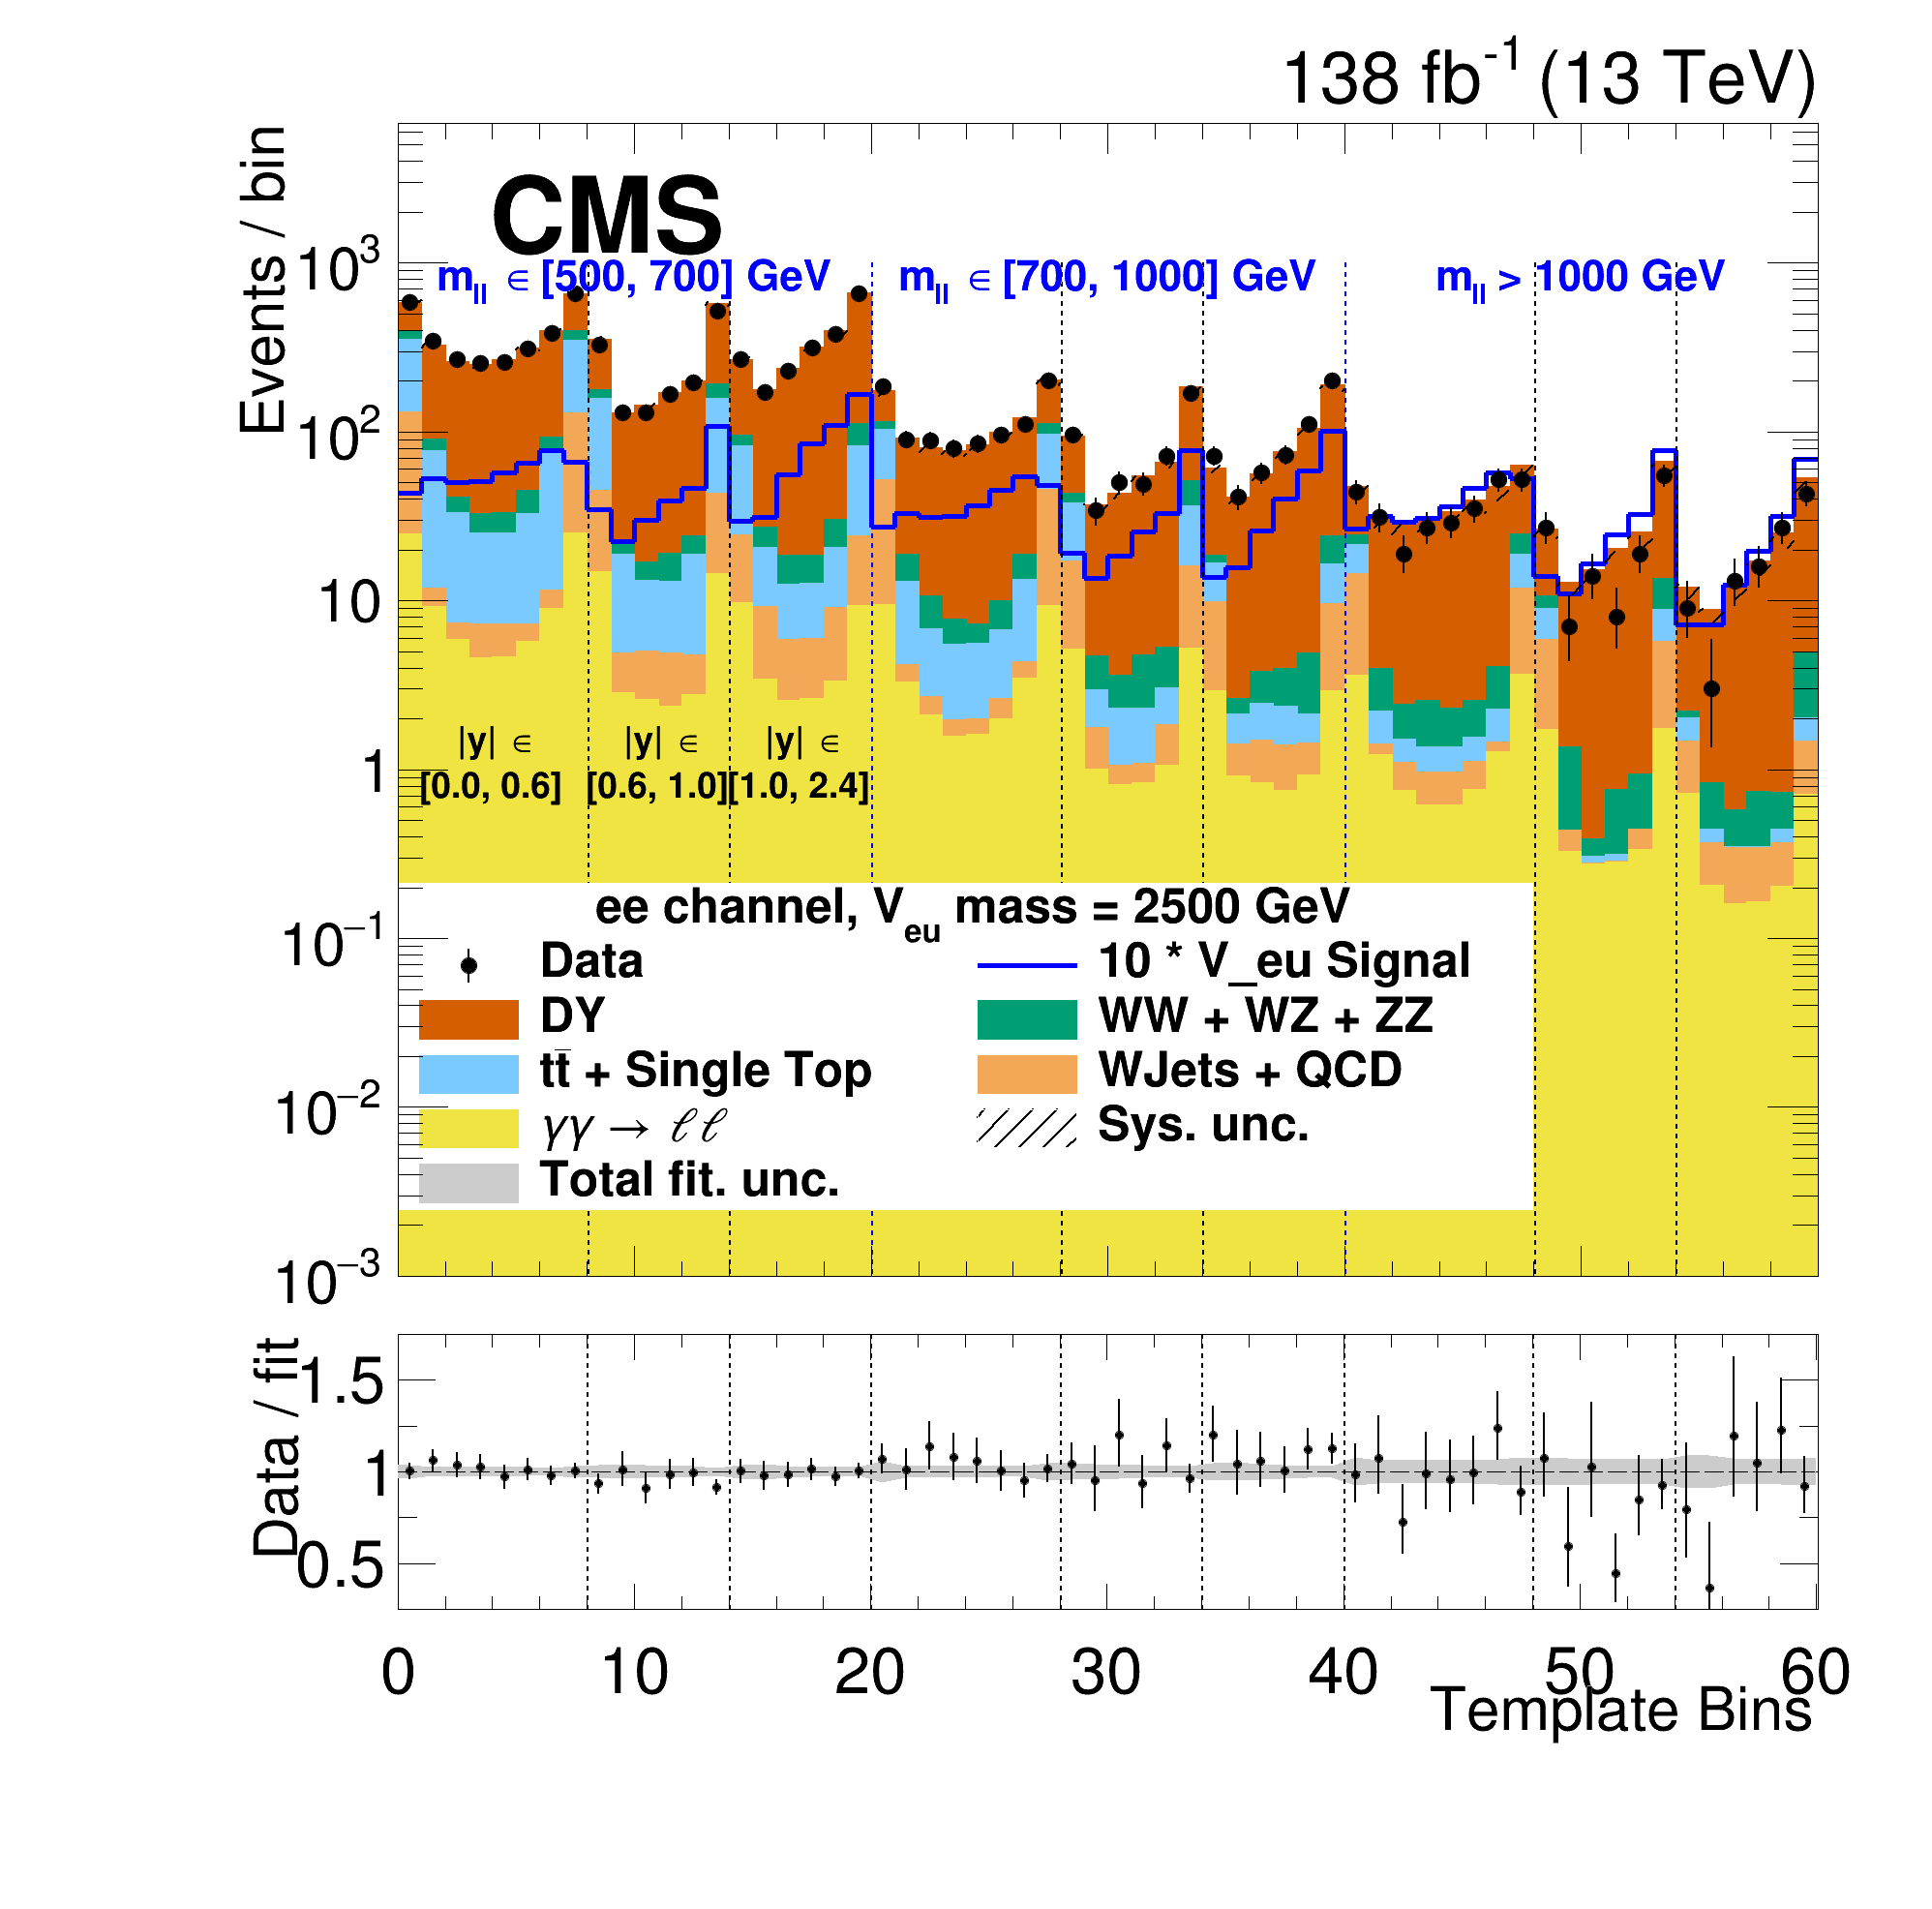 138 fb-1 (13 TeV)
Events / bin
CMS
m_ll ∈ [500, 700] GeV
m_ll ∈ [700, 1000] GeV
m_ll > 1000 GeV
10^3
10^2
10
1
10^−1
10^−2
10^−3
|y| ∈
[0.0, 0.6]
|y| ∈
[0.6, 1.0]
|y| ∈
[1.0, 2.4]
ee channel, V_eu mass = 2500 GeV
Data
10 * V_eu Signal
DY
WW + WZ + ZZ
tt̄ + Single Top
WJets + QCD
γγ → ℓℓ
Sys. unc.
Total fit. unc.
Data / fit
1.5
1
0.5
0 10 20 30 40 50 60
Template Bins